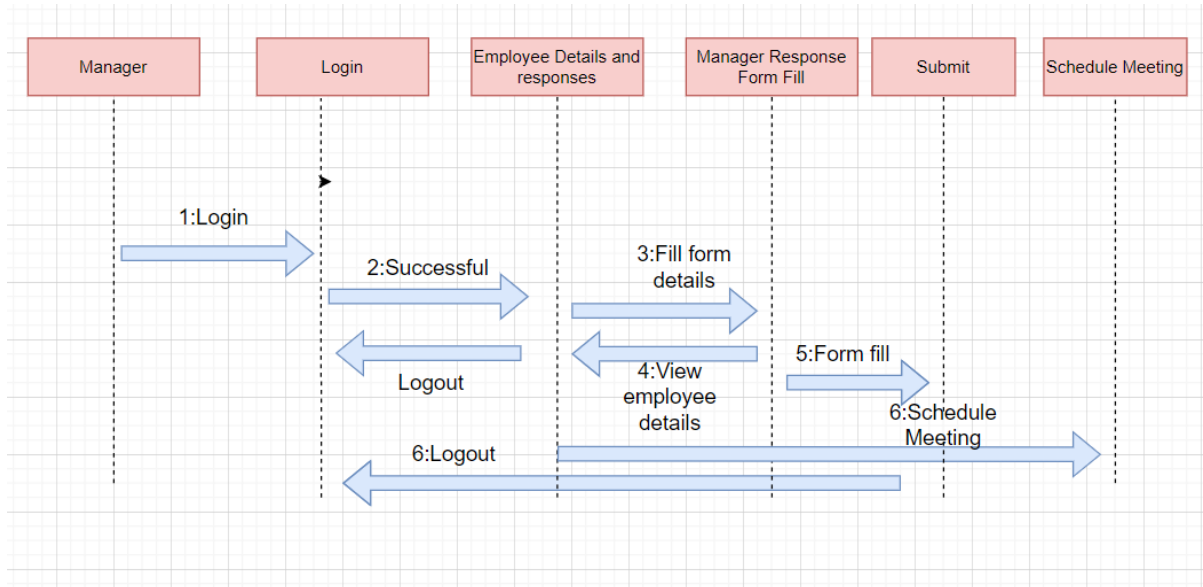 Manager
Login
Employee Details and
responses
Manager Response
Form Fill
Submit
Schedule Meeting
1:Login
2:Successful
3:Fill form
details
Logout
4:View
employee
details
5:Form fill
6:Schedule
Meeting
6:Logout